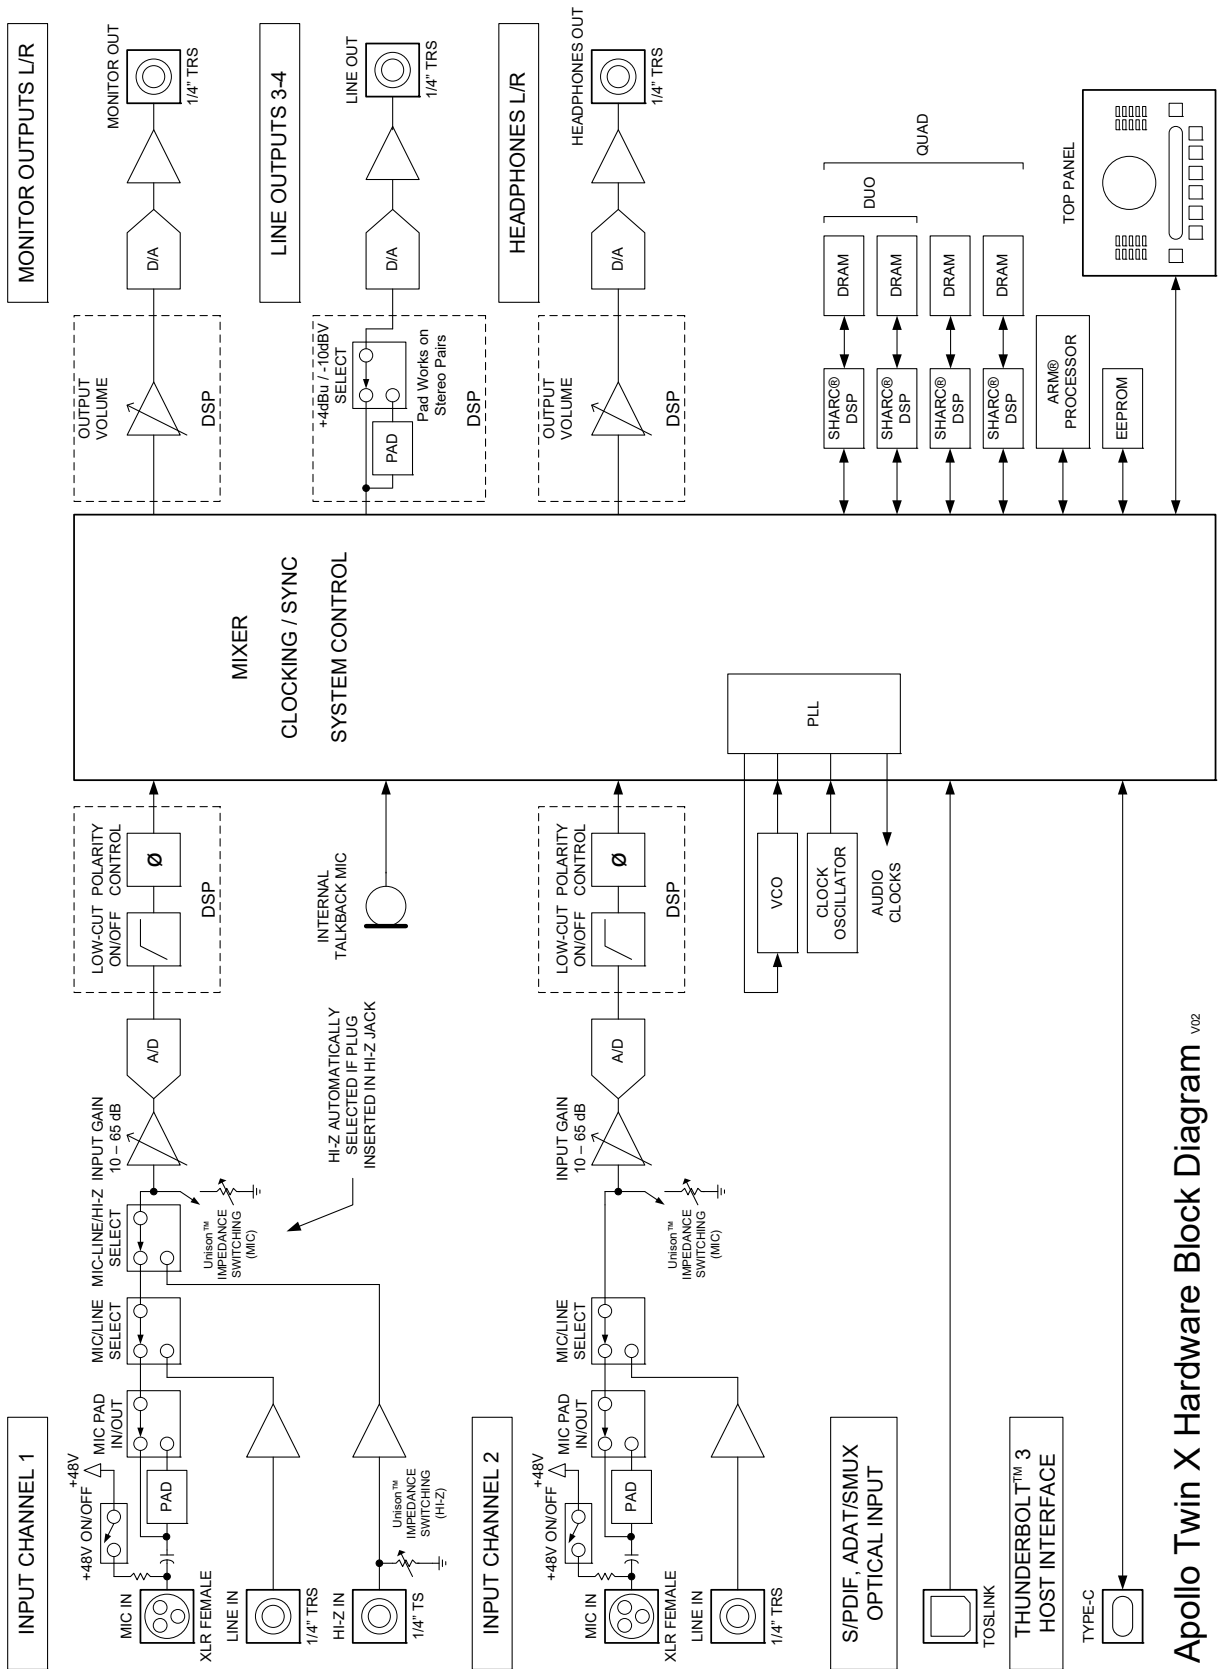 INPUT CHANNEL 1
+48V ON/OFF
+48V
MIC IN
XLR FEMALE
PAD
MIC PAD
IN/OUT
MIC/LINE
SELECT
MIC-LINE/HI-Z
SELECT
INPUT GAIN
10 – 65 dB
A/D
LOW-CUT
ON/OFF
POLARITY
CONTROL
Ø
DSP
LINE IN
1/4" TRS
HI-Z IN
1/4" TS
Unison™
IMPEDANCE
SWITCHING
(HI-Z)
Unison™
IMPEDANCE
SWITCHING
(MIC)
HI-Z AUTOMATICALLY
SELECTED IF PLUG
INSERTED IN HI-Z JACK
INTERNAL
TALKBACK MIC
INPUT CHANNEL 2
+48V ON/OFF
+48V
MIC IN
XLR FEMALE
PAD
MIC PAD
IN/OUT
MIC/LINE
SELECT
INPUT GAIN
10 – 65 dB
A/D
LOW-CUT
ON/OFF
POLARITY
CONTROL
Ø
DSP
Unison™
IMPEDANCE
SWITCHING
(MIC)
LINE IN
1/4" TRS
S/PDIF, ADAT/SMUX
OPTICAL INPUT
TOSLINK
THUNDERBOLT™ 3
HOST INTERFACE
TYPE-C
MIXER
CLOCKING / SYNC
SYSTEM CONTROL
PLL
VCO
CLOCK
OSCILLATOR
AUDIO
CLOCKS
MONITOR OUTPUTS L/R
OUTPUT
VOLUME
DSP
D/A
MONITOR OUT
1/4" TRS
LINE OUTPUTS 3-4
+4dBu / -10dBV
SELECT
PAD
Pad Works on
Stereo Pairs
DSP
D/A
LINE OUT
1/4" TRS
HEADPHONES L/R
OUTPUT
VOLUME
DSP
D/A
HEADPHONES OUT
1/4" TRS
SHARC®
DSP
DRAM
SHARC®
DSP
DRAM
DUO
SHARC®
DSP
DRAM
SHARC®
DSP
DRAM
QUAD
ARM®
PROCESSOR
EEPROM
TOP PANEL
Apollo Twin X Hardware Block Diagram V02